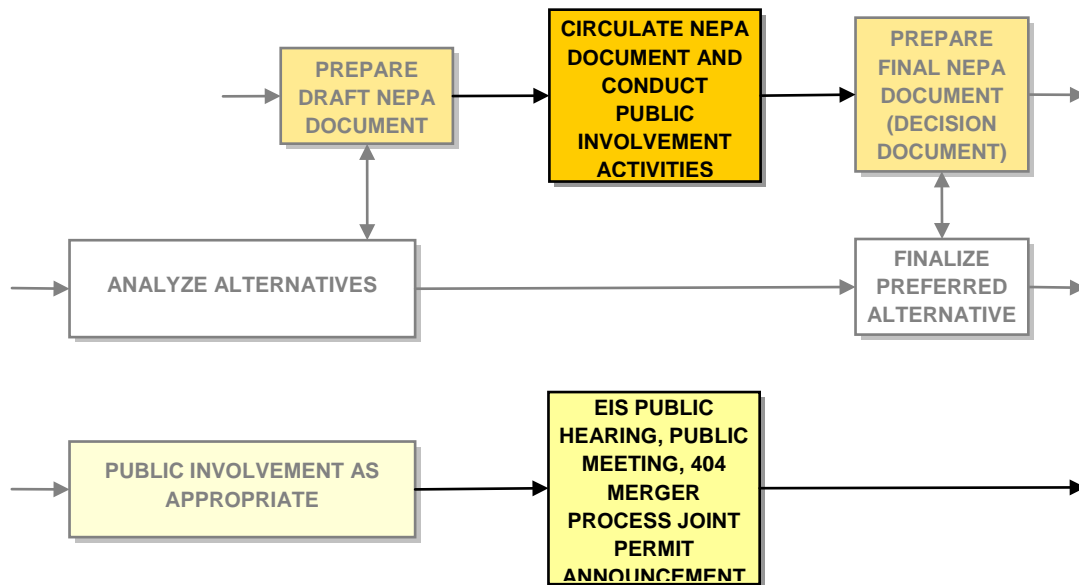 PREPARE
DRAFT NEPA
DOCUMENT
CIRCULATE NEPA
DOCUMENT AND
CONDUCT
PUBLIC
INVOLVEMENT
ACTIVITIES
PREPARE
FINAL NEPA
DOCUMENT
(DECISION
DOCUMENT)
ANALYZE ALTERNATIVES
FINALIZE
PREFERRED
ALTERNATIVE
PUBLIC INVOLVEMENT AS
APPROPRIATE
EIS PUBLIC
HEARING, PUBLIC
MEETING, 404
MERGER
PROCESS JOINT
PERMIT
ANNOUNCEMENT